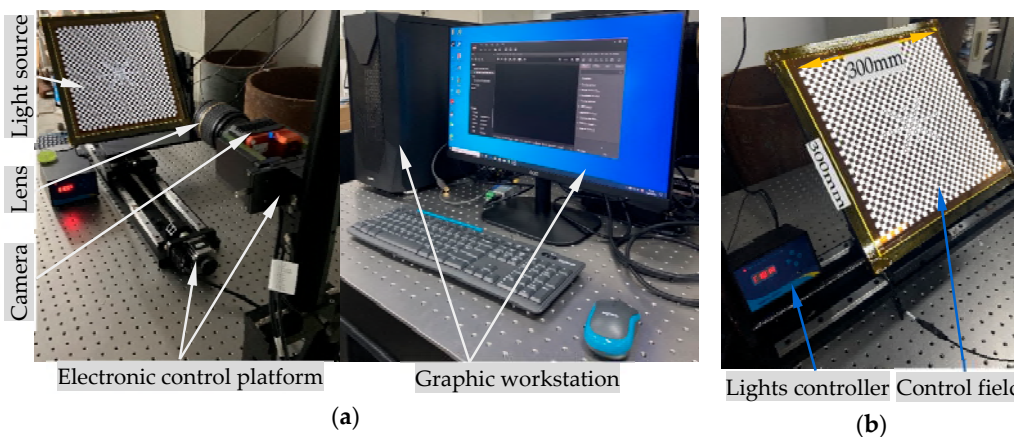 Light source
Lens
Camera
Electronic control platform
Graphic workstation
(a)
300mm
300mm
Lights controller
Control field
(b)